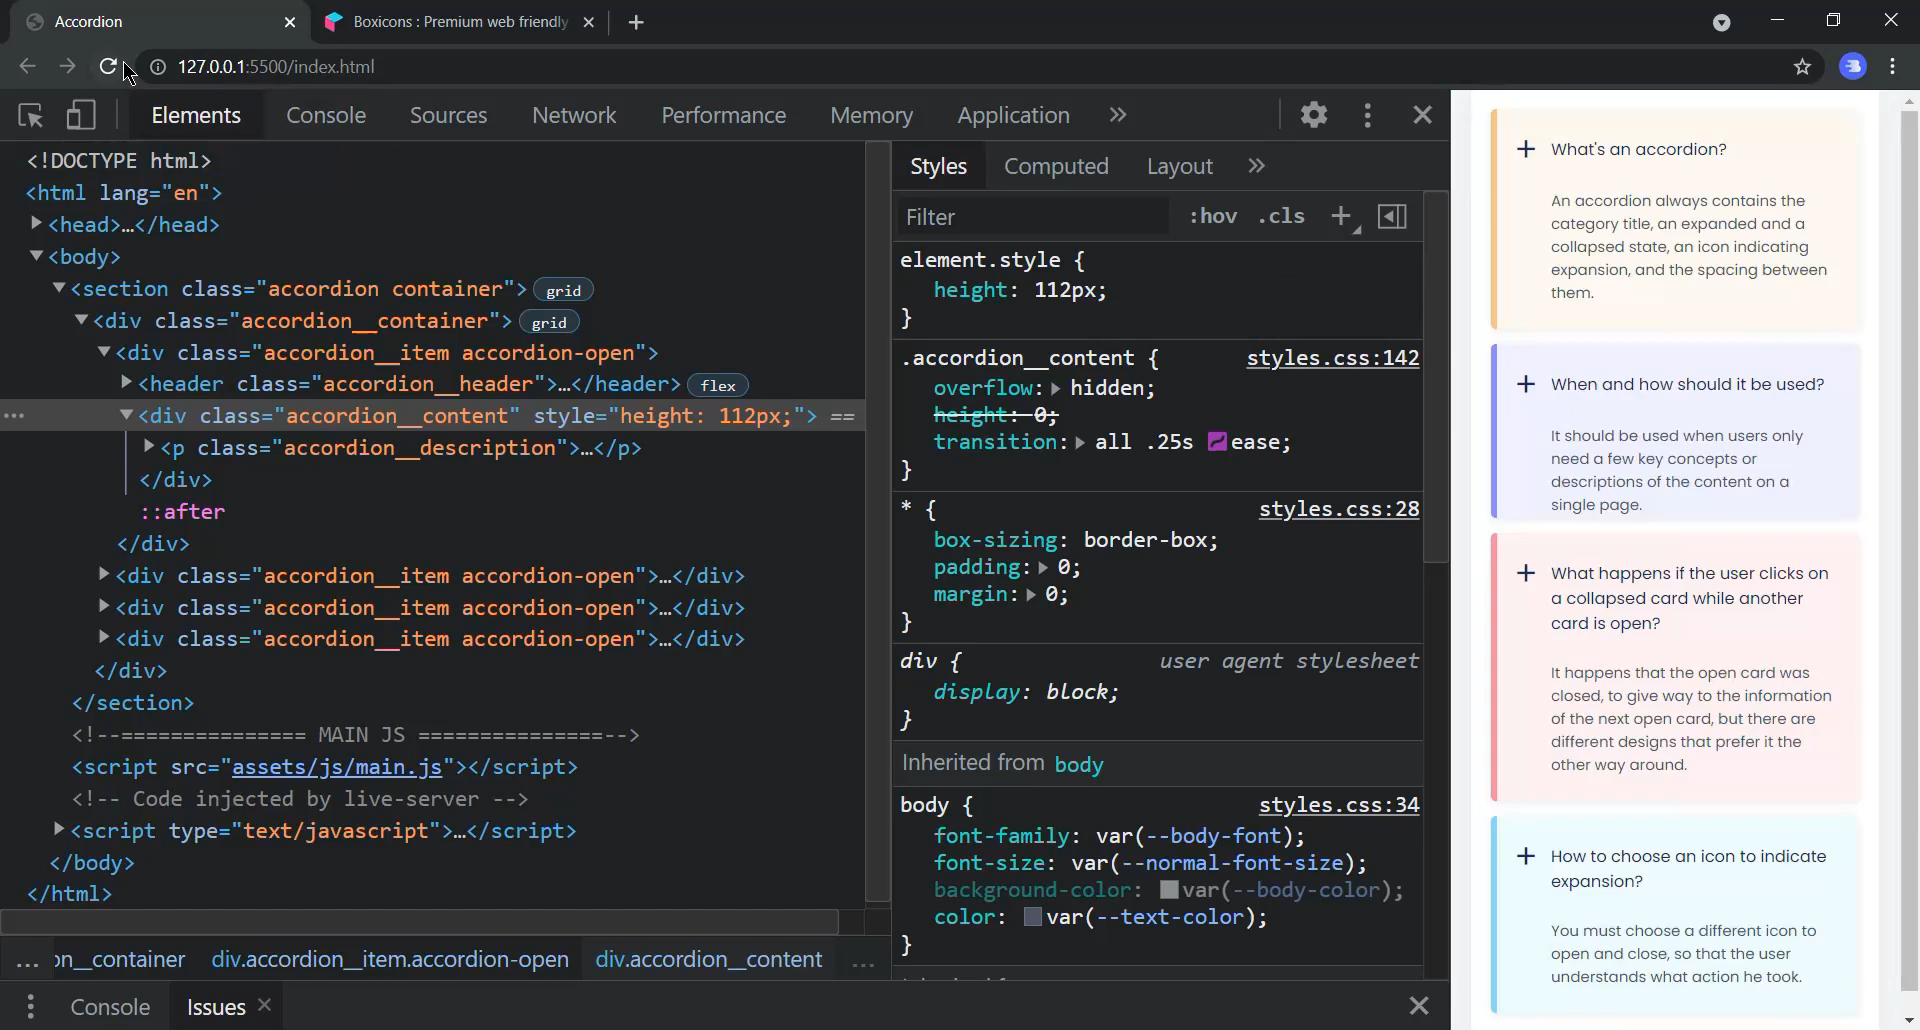 Accordion
Boxicons : Premium web friendly
127.0.0.1:5500/index.html
Elements
Console
Sources
Network
Performance
Memory
Application
<!DOCTYPE html>
<html lang="en">
<head>…</head>
<body>
<section class="accordion container"> grid
<div class="accordion__container"> grid
<div class="accordion__item accordion-open">
<header class="accordion__header">…</header> flex
<div class="accordion__content" style="height: 112px;"> ==
<p class="accordion__description">…</p>
</div>
::after
</div>
<div class="accordion__item accordion-open">…</div>
<div class="accordion__item accordion-open">…</div>
<div class="accordion__item accordion-open">…</div>
</div>
</section>
<!--=============== MAIN JS ===============-->
<script src="assets/js/main.js"></script>
<!-- Code injected by live-server -->
<script type="text/javascript">…</script>
</body>
</html>
... on__container div.accordion__item.accordion-open div.accordion__content ...
Console
Issues
Styles
Computed
Layout
Filter
:hov .cls
element.style {
height: 112px;
}
.accordion__content { styles.css:142
overflow: hidden;
height: 0;
transition: all .25s ease;
}
* { styles.css:28
box-sizing: border-box;
padding: 0;
margin: 0;
}
div { user agent stylesheet
display: block;
}
Inherited from body
body { styles.css:34
font-family: var(--body-font);
font-size: var(--normal-font-size);
background-color: var(--body-color);
color: var(--text-color);
}
What's an accordion?
An accordion always contains the
category title, an expanded and a
collapsed state, an icon indicating
expansion, and the spacing between
them.
When and how should it be used?
It should be used when users only
need a few key concepts or
descriptions of the content on a
single page.
What happens if the user clicks on
a collapsed card while another
card is open?
It happens that the open card was
closed, to give way to the information
of the next open card, but there are
different designs that prefer it the
other way around.
How to choose an icon to indicate
expansion?
You must choose a different icon to
open and close, so that the user
understands what action he took.